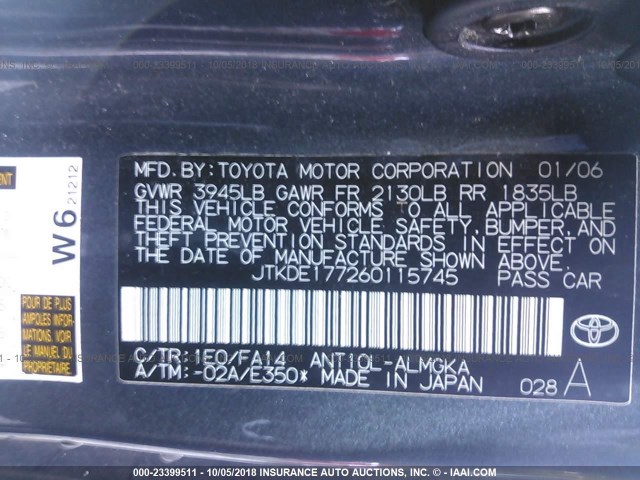 MFD. BY: TOYOTA MOTOR CORPORATION 01/06
GVWR 3945LB GAWR FR 2130LB RR 1835LB
THIS VEHICLE CONFORMS TO ALL APPLICABLE
FEDERAL MOTOR VEHICLE SAFETY, BUMPER, AND
THEFT PREVENTION STANDARDS IN EFFECT ON
THE DATE OF MANUFACTURE SHOWN ABOVE.
JTKDE177260115745 PASS CAR
C/TR: 1E0/FA14 ANT10L-ALMGKA
A/TM: -02A/E350* MADE IN JAPAN 028 A
W6 21212
POUR DE PLUS
AMPOLES INFOR
MATIONS, VOIR
LE MANUEL DU
PROPRIETAIRE
000-23399511 - 10/05/2018 INSURANCE AUTO AUCTIONS, INC. © - IAAI.COM